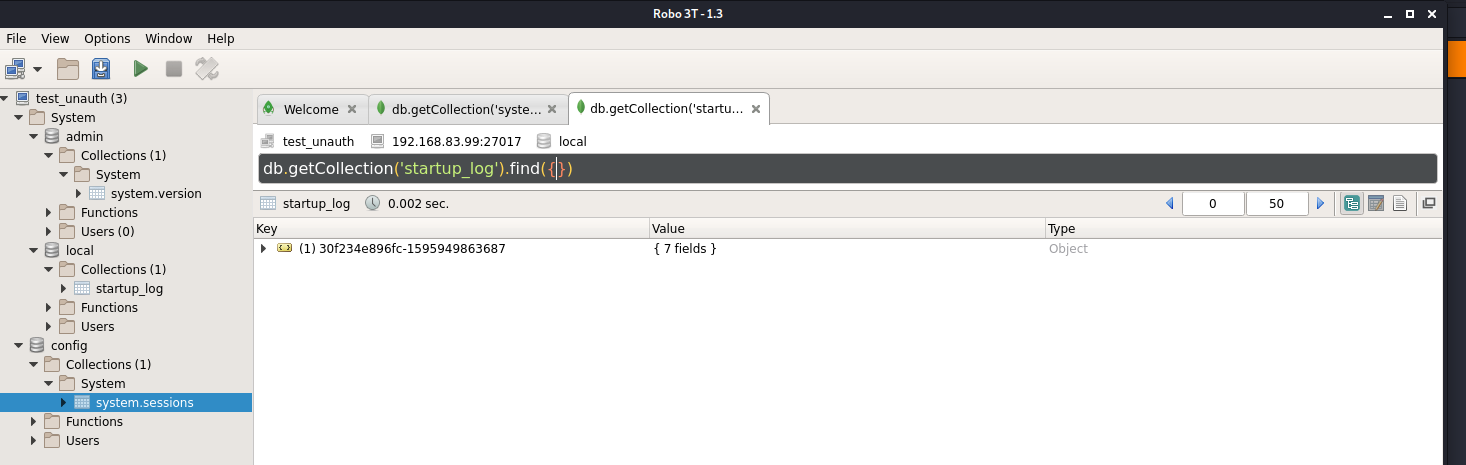 Robo 3T - 1.3
File View Options Window Help
test_unauth (3)
System
admin
Collections (1)
System
system.version
Functions
Users (0)
local
Collections (1)
startup_log
Functions
Users
config
Collections (1)
System
system.sessions
Functions
Users
Welcome db.getCollection('syste... db.getCollection('startu...
test_unauth 192.168.83.99:27017 local
db.getCollection('startup_log').find({})
startup_log 0.002 sec. 0 50
Key Value Type
(1) 30f234e896fc-1595949863687 { 7 fields } Object